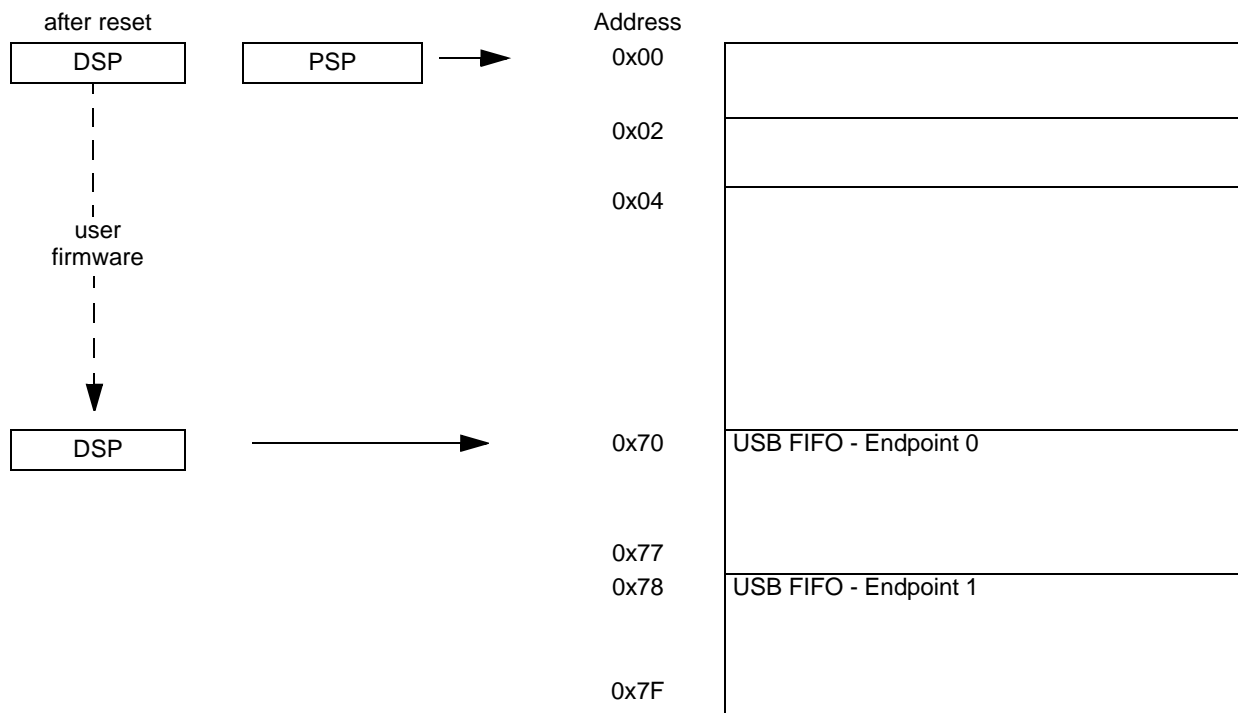 after reset
Address
DSP
PSP
0x00
0x02
0x04
user
firmware
DSP
0x70
USB FIFO - Endpoint 0
0x77
0x78
USB FIFO - Endpoint 1
0x7F